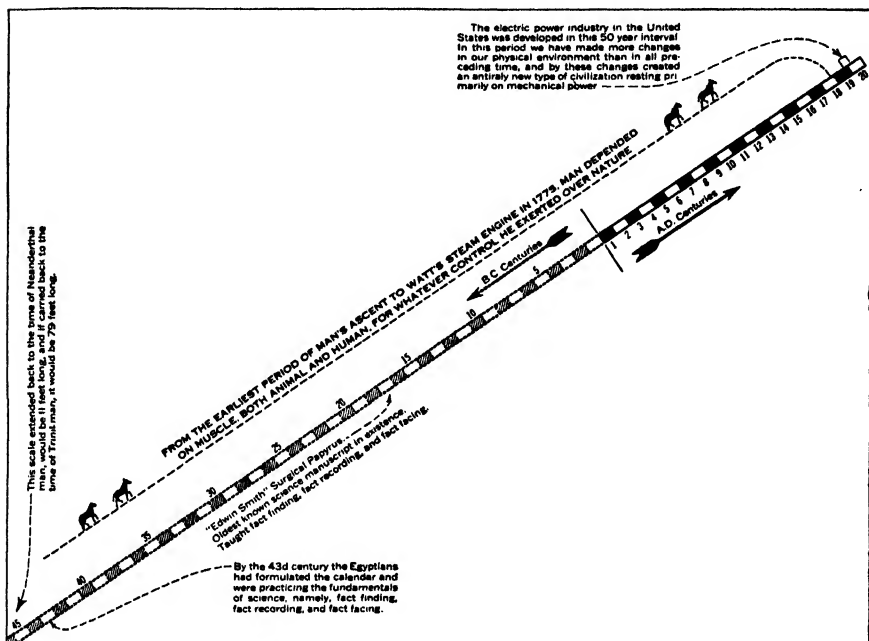 The electric power industry in the United
States was developed in this 50 year interval
In this period we have made more changes
in our physical environment than in all pre-
ceding time, and by these changes created
an entirely new type of civilization resting pri
marily on mechanical power
FROM THE EARLIEST PERIOD OF MAN'S ASCENT TO WATT'S STEAM ENGINE IN 1775, MAN DEPENDED
ON MUSCLE, BOTH ANIMAL AND HUMAN, FOR WHATEVER CONTROL HE EXERTED OVER NATURE
This scale extended back to the time of Neanderthal
man, would be 11 feet long, and if carried back to the
time of Trinil man, it would be 79 feet long.
B.C. Centuries
A.D. Centuries
45
40
35
30
25
20
15
10
5
1
2
3
4
5
6
7
8
9
10
11
12
13
14
15
16
17
18
19
20
"Edwin Smith" Surgical Papyrus.
Oldest known science manuscript in existence.
Taught fact finding, fact recording, and fact facing.
By the 43d century the Egyptians
had formulated the calendar and
were practicing the fundamentals
of science, namely, fact finding,
fact recording, and fact facing.